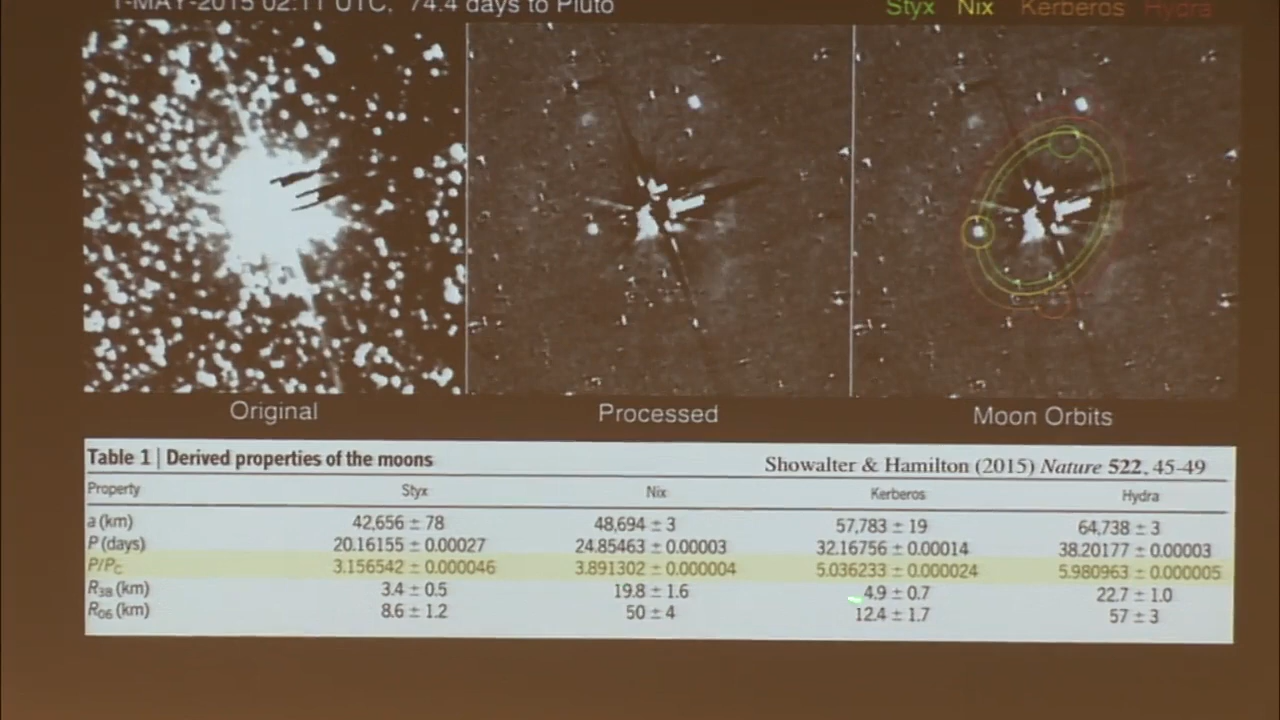 1-MAY-2015 02:11 UTC, 74.4 days to Pluto
Styx Nix Kerberos Hydra
Original Processed Moon Orbits
Table 1 | Derived properties of the moons Showalter & Hamilton (2015) Nature 522, 45-49
Property Styx Nix Kerberos Hydra
a (km) 42,656 ± 78 48,694 ± 3 57,783 ± 19 64,738 ± 3
P (days) 20.16155 ± 0.00027 24.85463 ± 0.00003 32.16756 ± 0.00014 38.20177 ± 0.00003
P/PC 3.156542 ± 0.000046 3.891302 ± 0.000004 5.036233 ± 0.000024 5.980963 ± 0.000005
R38 (km) 3.4 ± 0.5 19.8 ± 1.6 4.9 ± 0.7 22.7 ± 1.0
R06 (km) 8.6 ± 1.2 50 ± 4 12.4 ± 1.7 57 ± 3